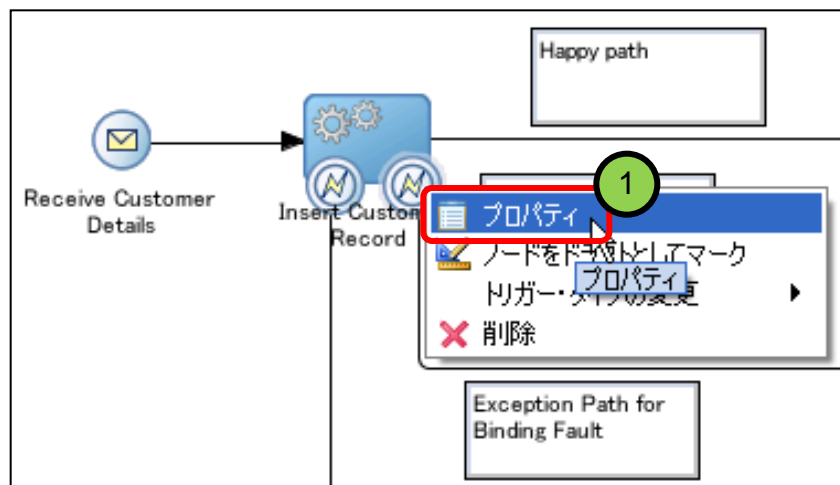 Happy path
Receive Customer
Details
Insert Custom
Record
1
プロパティ
ノードをドラフトとしてマーク
プロパティ
トリガー・タイプの変更
削除
Exception Path for
Binding Fault